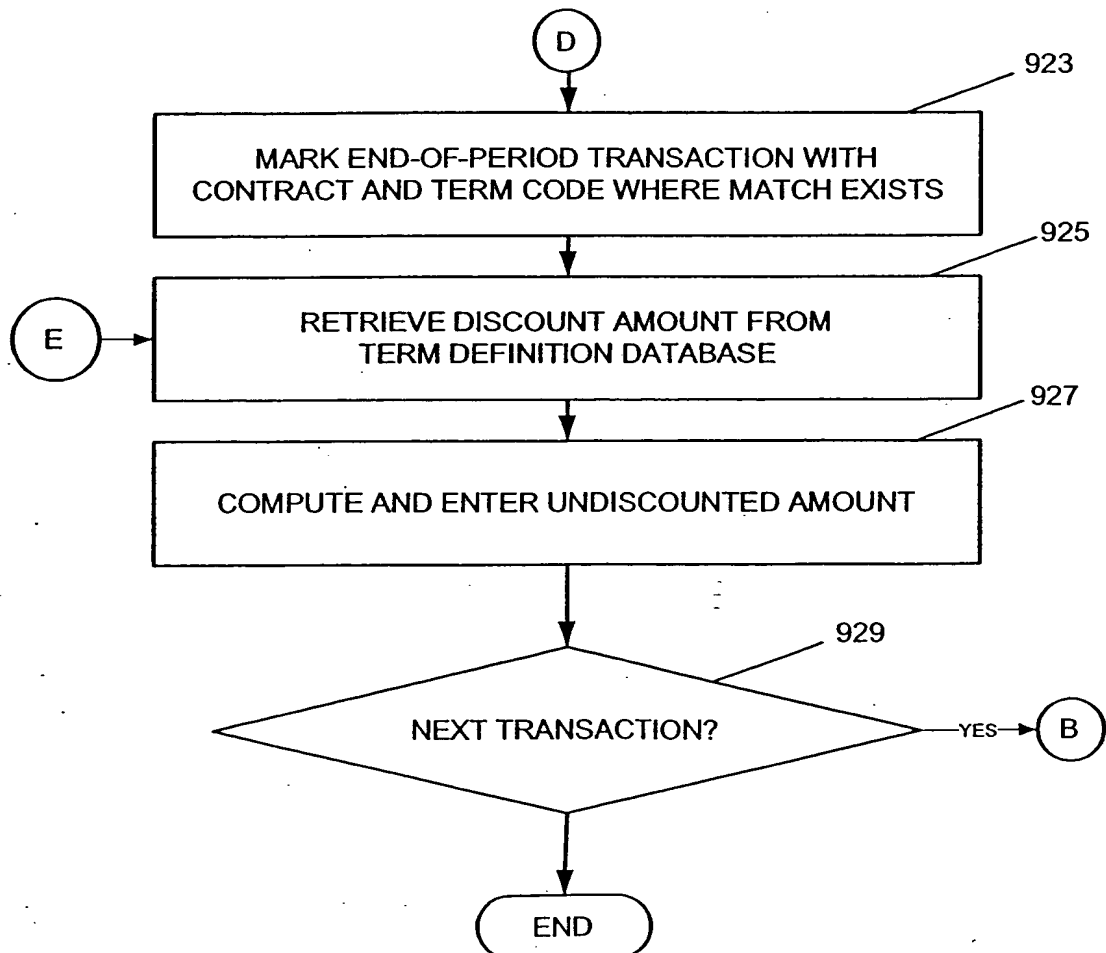 D
923
MARK END-OF-PERIOD TRANSACTION WITH
CONTRACT AND TERM CODE WHERE MATCH EXISTS
925
E
RETRIEVE DISCOUNT AMOUNT FROM
TERM DEFINITION DATABASE
927
COMPUTE AND ENTER UNDISCOUNTED AMOUNT
929
NEXT TRANSACTION?
YES
B
END